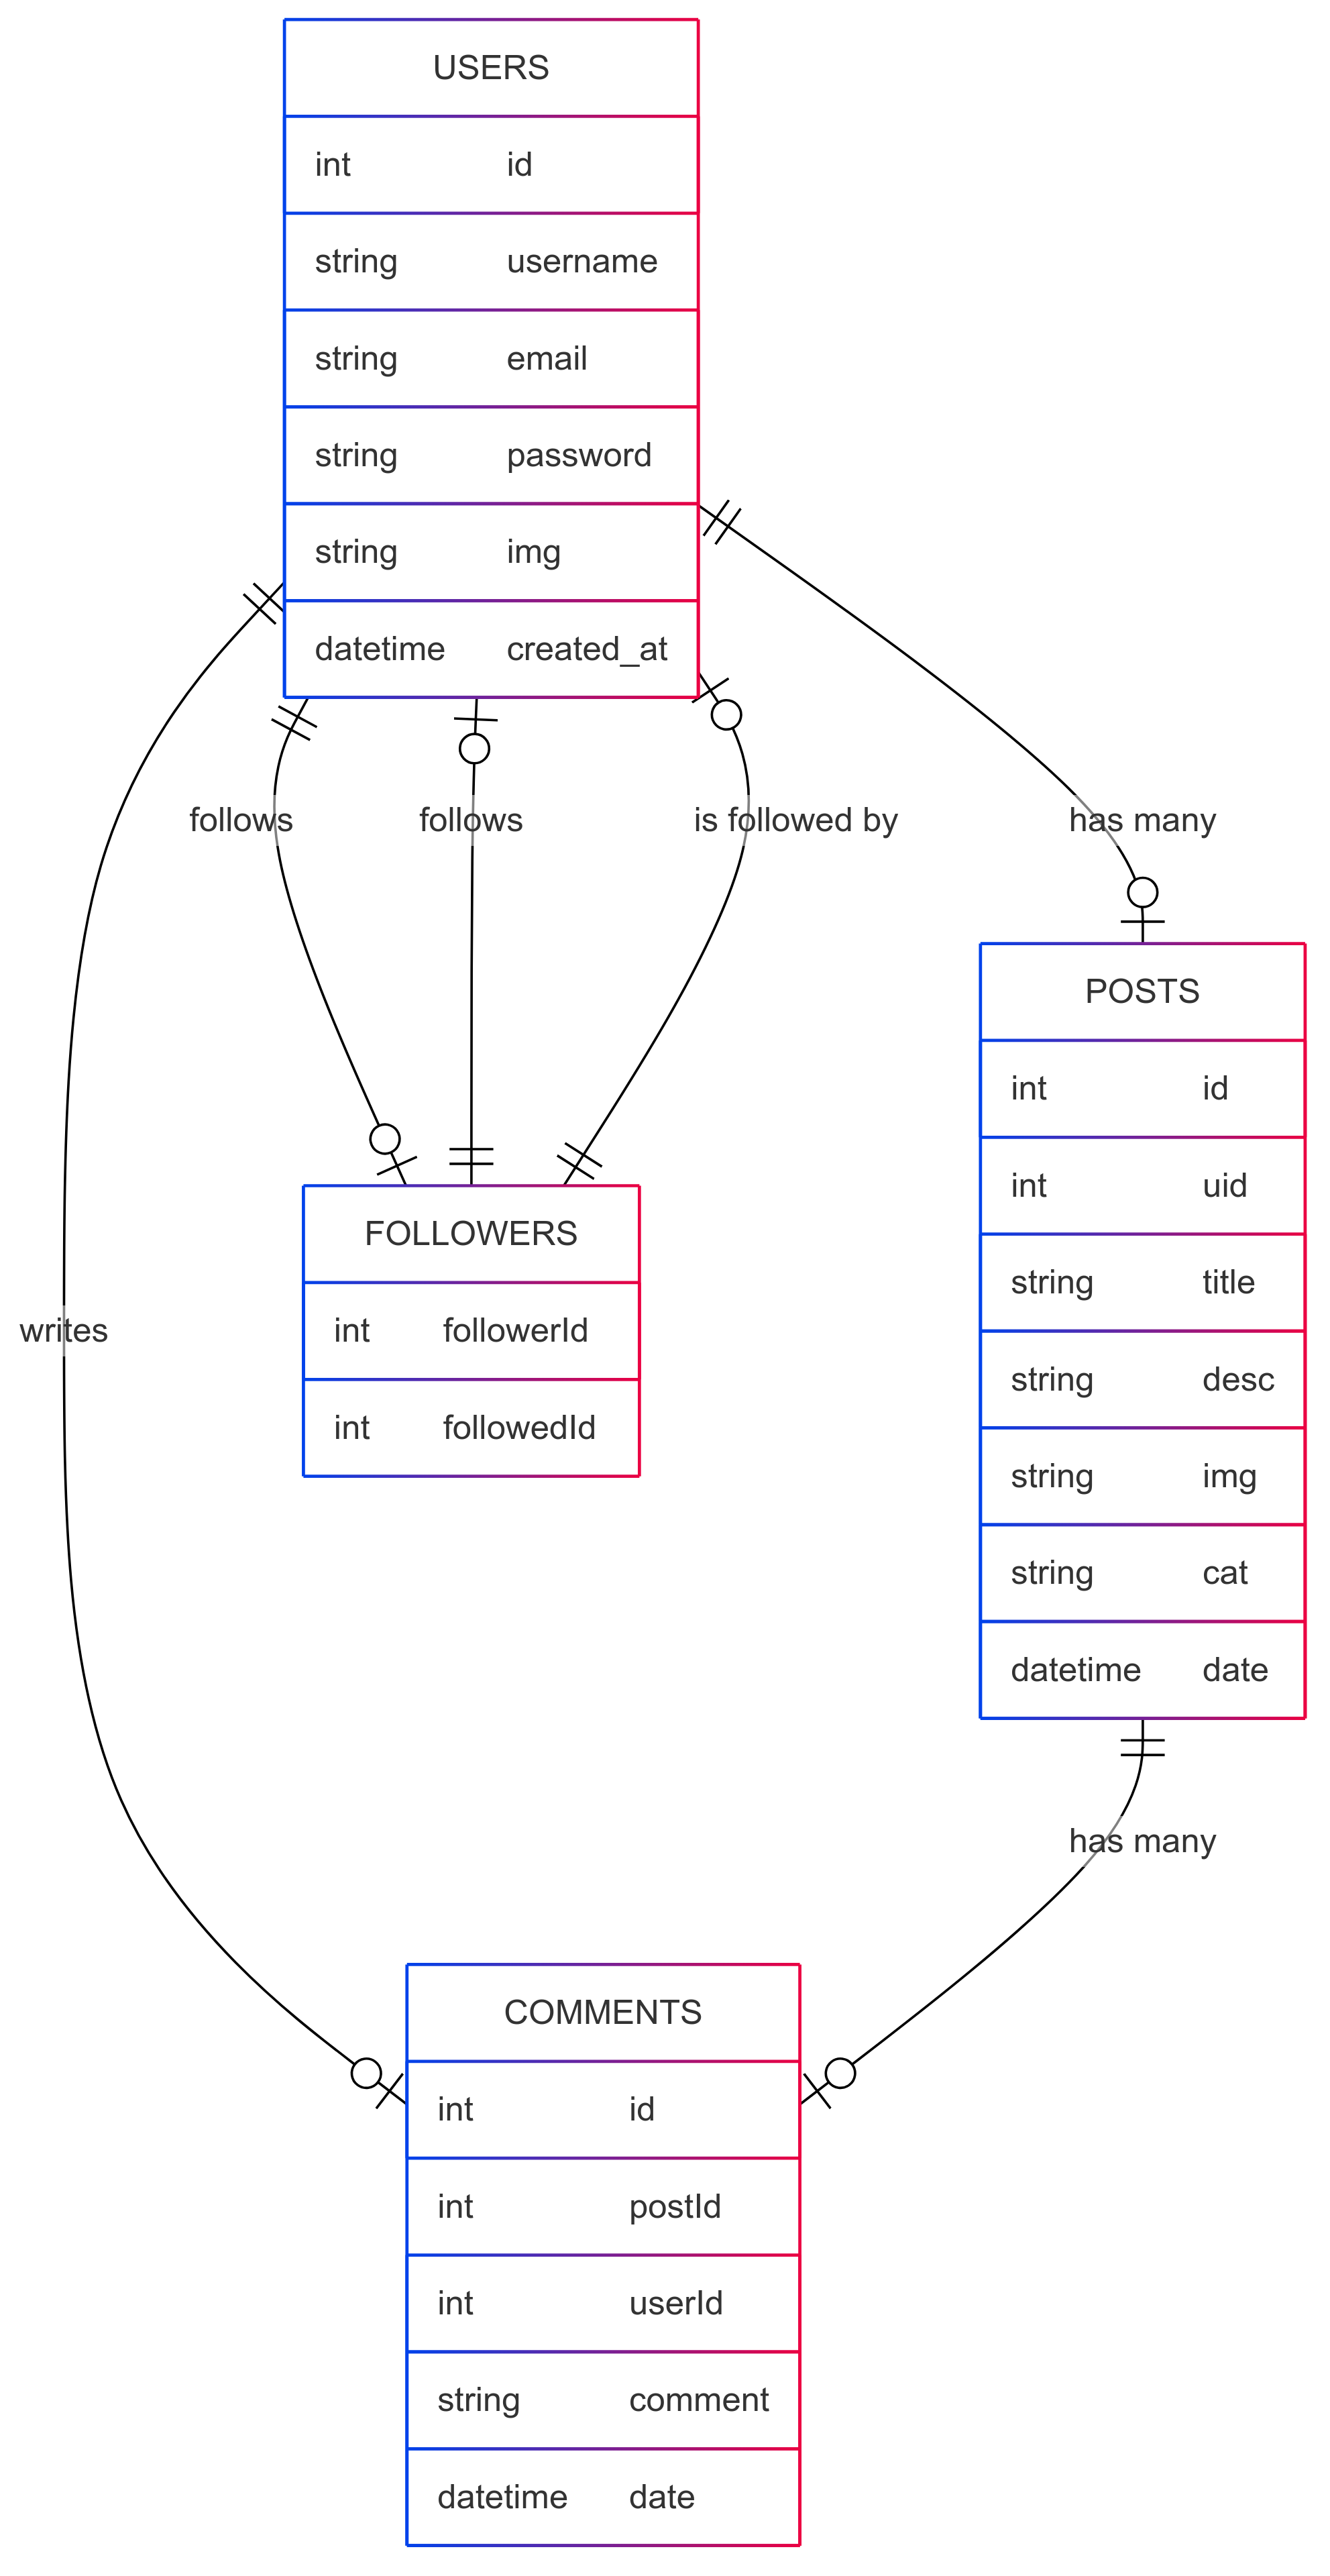 USERS
int id
string username
string email
string password
string img
datetime created_at
follows
follows
is followed by
has many
POSTS
int id
int uid
string title
string desc
string img
string cat
datetime date
FOLLOWERS
int followerId
int followedId
writes
has many
COMMENTS
int id
int postId
int userId
string comment
datetime date